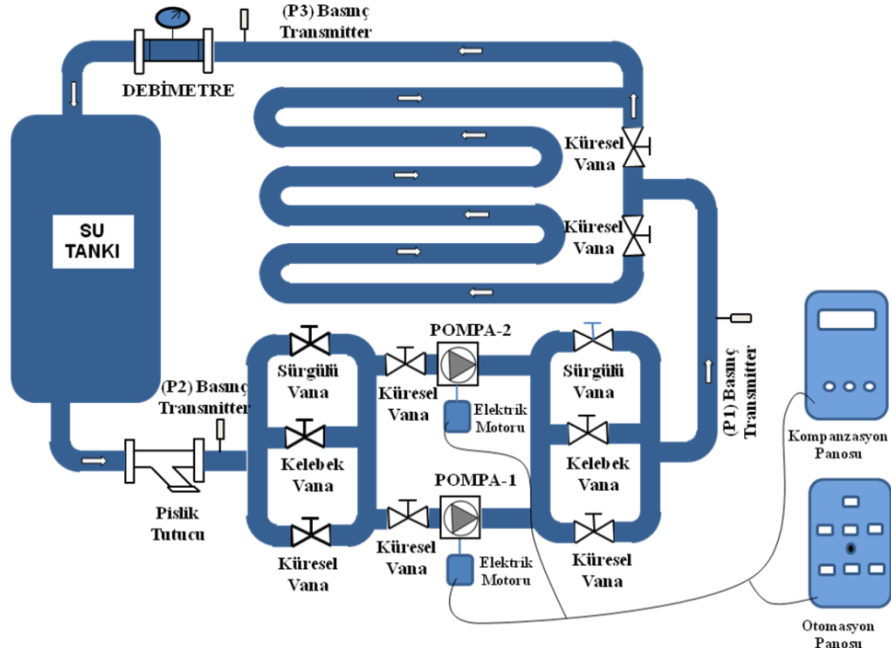 (P3) Basınç
Transmitter
DEBİMETRE
Küresel
Vana
SU
TANKI
Küresel
Vana
POMPA-2
(P2) Basınç
Transmitter
Sürgülü
Vana
Küresel
Vana
Elektrik
Motoru
Sürgülü
Vana
(P1) Basınç
Transmitter
Kelebek
Vana
Kelebek
Vana
Kompanzasyon
Panosu
POMPA-1
Pislik
Tutucu
Küresel
Vana
Küresel
Vana
Elektrik
Motoru
Küresel
Vana
Otomasyon
Panosu